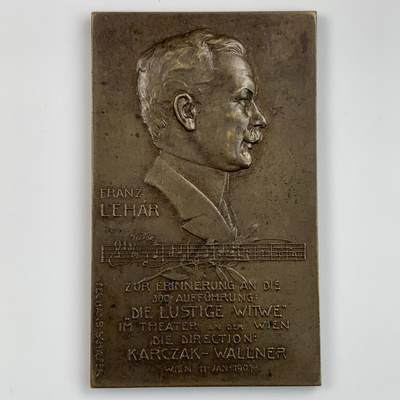 FRANZ
LEHÁR
ZUR ERINNERUNG AN DIE
300 AUFFÜHRUNG:
"DIE LUSTIGE WITWE"
IM THEATER AN DER WIEN
DIE DIRECTION:
KARCZAK-WALLNER
WIEN 11 JAN